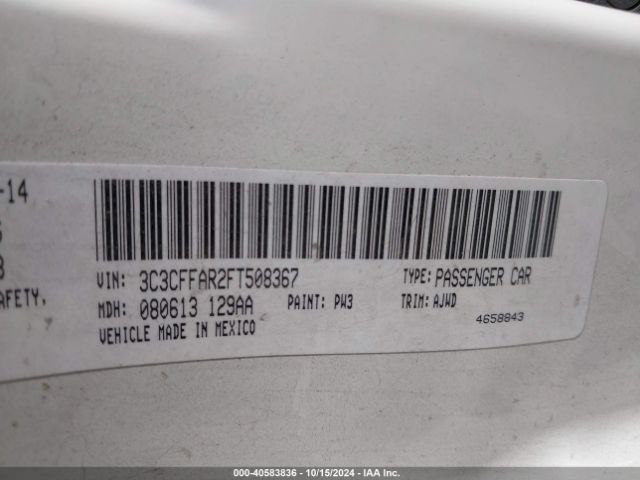 -14
VIN: 3C3CFFAR2FT508367 TYPE: PASSENGER CAR
AFETY,
MDH: 080613 129AA PAINT: PW3 TRIM: AJWD
VEHICLE MADE IN MEXICO 4658843
000-40583836 - 10/15/2024 - IAA Inc.